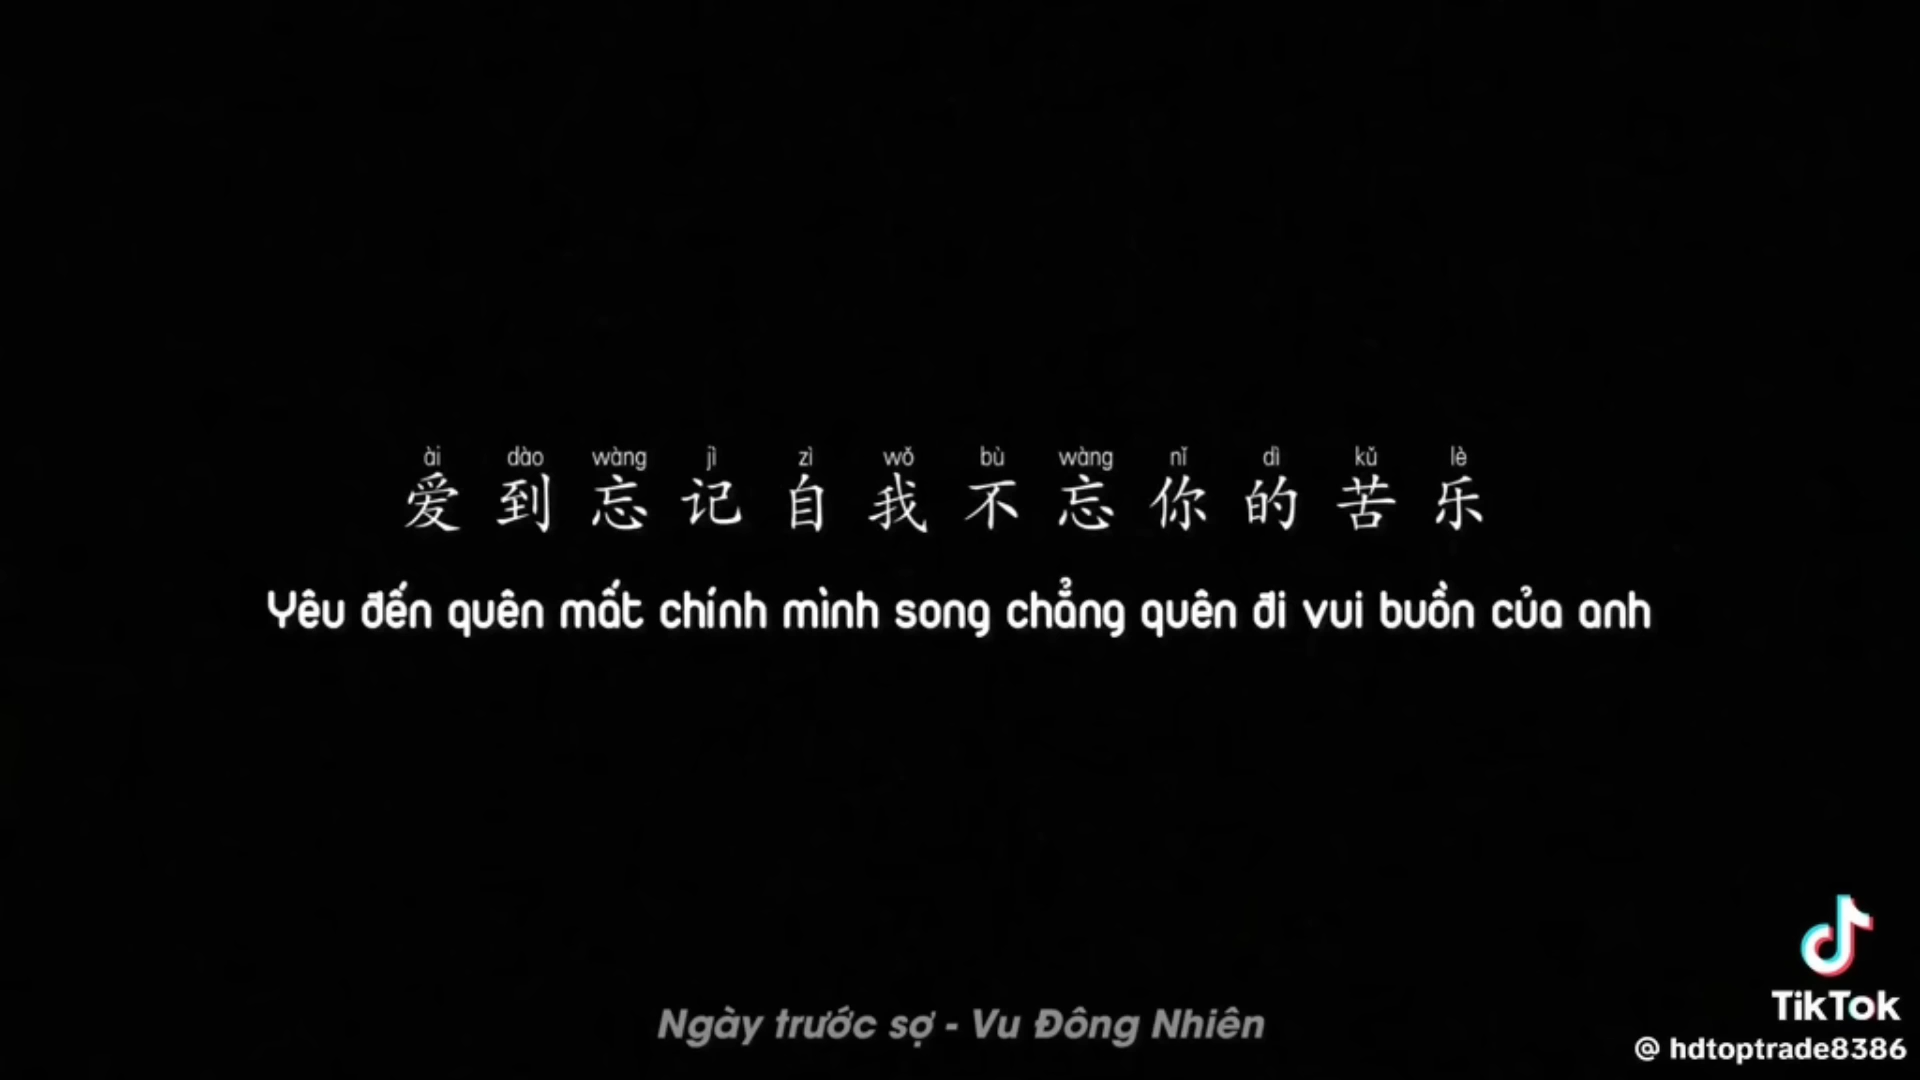 ài dào wàng jì zì wǒ bù wàng nǐ dì kǔ lè
爱到忘记自我不忘你的苦乐
Yêu đến quên mất chính mình song chẳng quên đi vui buồn của anh
Ngày trước sợ - Vu Đông Nhiên
TikTok
@ hdtoptrade8386